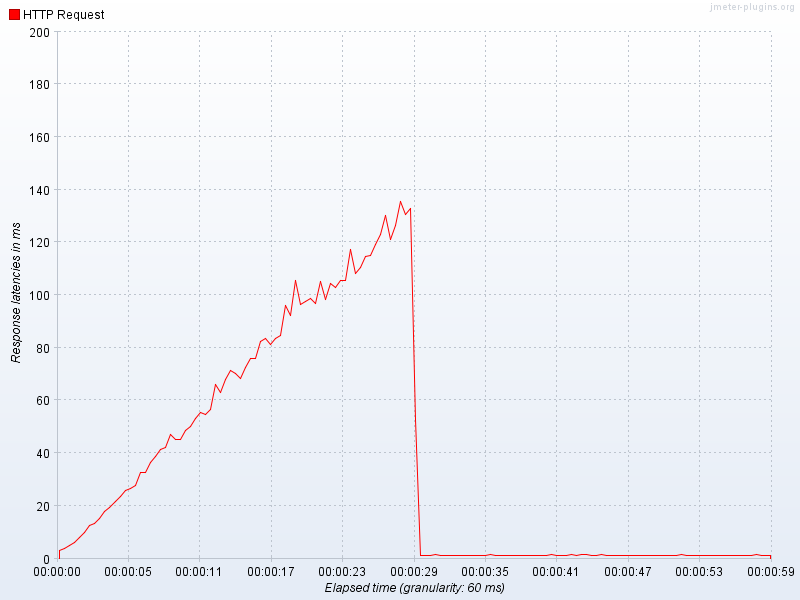 HTTP Request
jmeter-plugins.org
200
180
160
140
120
100
80
60
40
20
0
Response latencies in ms
00:00:00 00:00:05 00:00:11 00:00:17 00:00:23 00:00:29 00:00:35 00:00:41 00:00:47 00:00:53 00:00:59
Elapsed time (granularity: 60 ms)